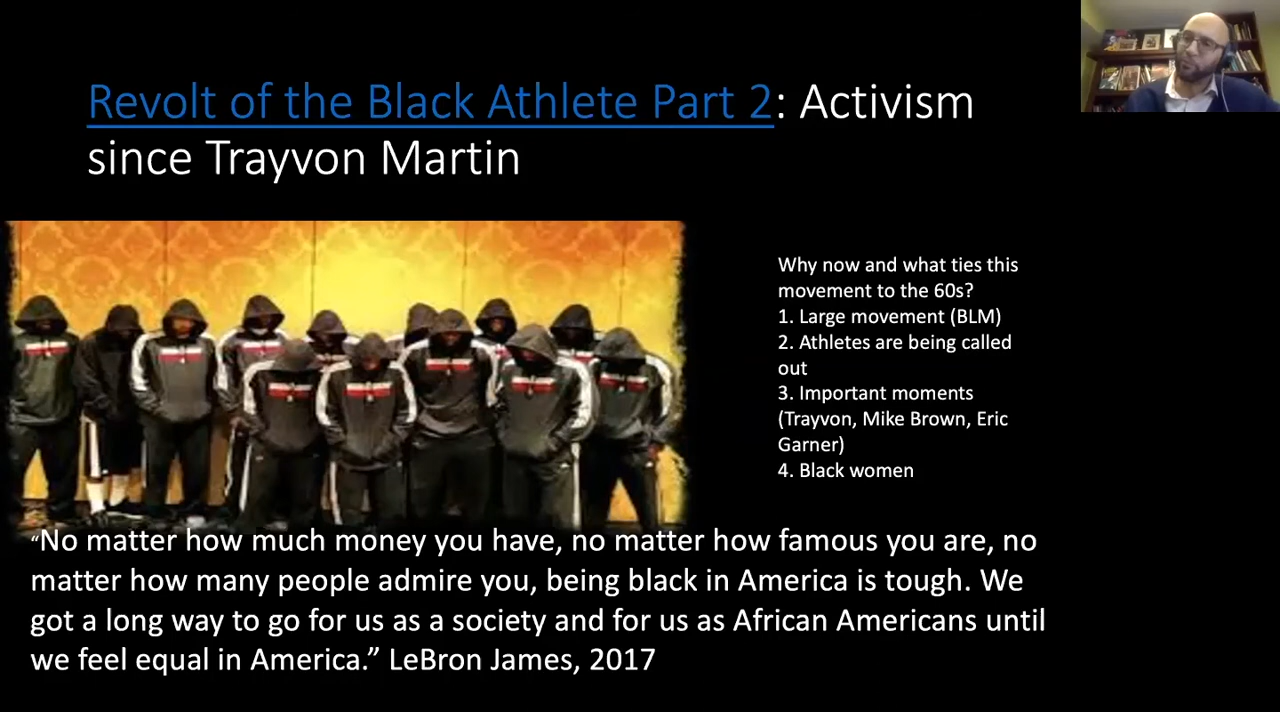 Revolt of the Black Athlete Part 2: Activism
since Trayvon Martin
Why now and what ties this
movement to the 60s?
1. Large movement (BLM)
2. Athletes are being called
out
3. Important moments
(Trayvon, Mike Brown, Eric
Garner)
4. Black women
“No matter how much money you have, no matter how famous you are, no
matter how many people admire you, being black in America is tough. We
got a long way to go for us as a society and for us as African Americans until
we feel equal in America.” LeBron James, 2017